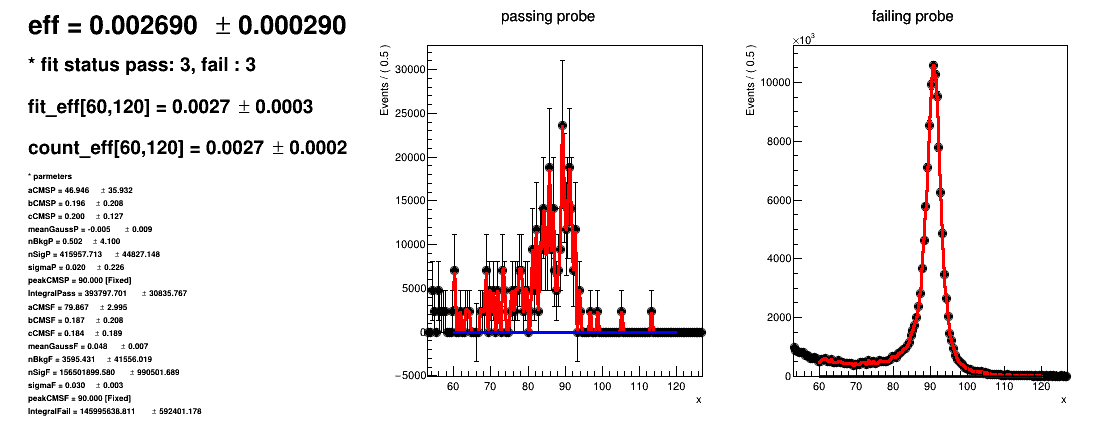 eff = 0.002690 ± 0.000290
* fit status pass: 3, fail : 3
fit_eff[60,120] = 0.0027 ± 0.0003
count_eff[60,120] = 0.0027 ± 0.0002
* parmeters
aCMSP = 46.946 ± 35.932
bCMSP = 0.196 ± 0.208
cCMSP = 0.200 ± 0.127
meanGaussP = -0.005 ± 0.009
nBkgP = 0.502 ± 4.100
nSigP = 415957.713 ± 44827.148
sigmaP = 0.020 ± 0.226
peakCMSP = 90.000 [Fixed]
IntegralPass = 393797.701 ± 30835.767
aCMSF = 79.867 ± 2.995
bCMSF = 0.187 ± 0.208
cCMSF = 0.184 ± 0.189
meanGaussF = 0.048 ± 0.007
nBkgF = 3595.431 ± 41556.019
nSigF = 156501899.580 ± 990501.689
sigmaF = 0.030 ± 0.003
peakCMSF = 90.000 [Fixed]
IntegralFail = 145995638.811 ± 592401.178
passing probe
Events / ( 0.5 )
30000
25000
20000
15000
10000
5000
0
−5000
60 70 80 90 100 110 120
x
failing probe
×10³
Events / ( 0.5 )
10000
8000
6000
4000
2000
0
60 70 80 90 100 110 120
x